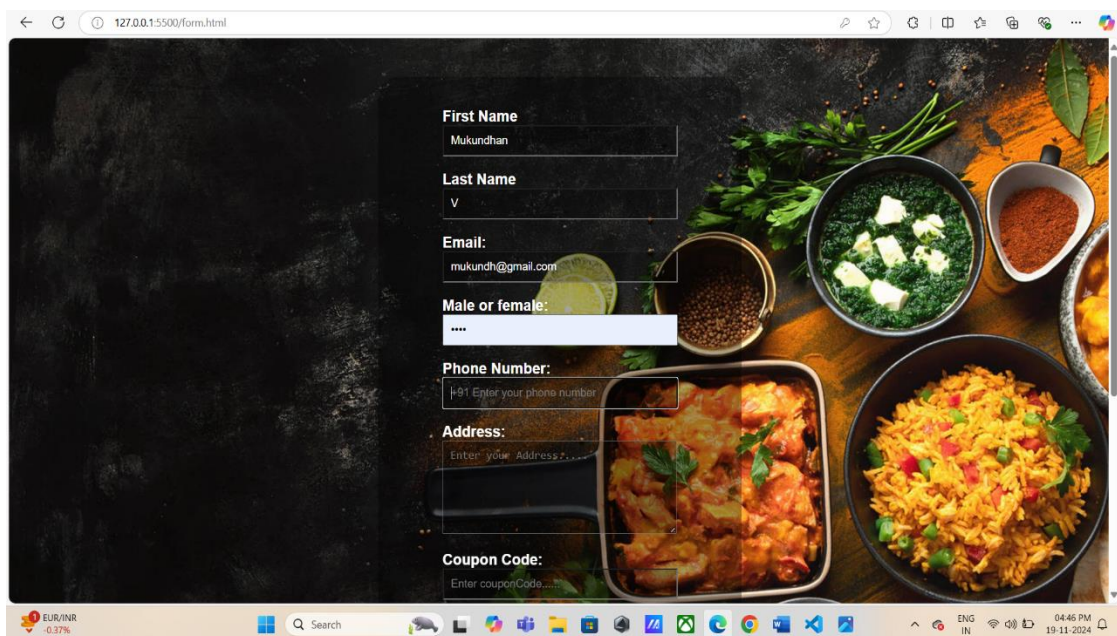 127.0.0.1:5500/form.html
First Name
Mukundhan
Last Name
V
Email:
mukundh@gmail.com
Male or female:
••••
Phone Number:
+91 Enter your phone number
Address:
Enter your Address.....
Coupon Code:
Enter couponCode.....
1
EUR/INR
-0.37%
Search
ENG
IN
04:46 PM
19-11-2024